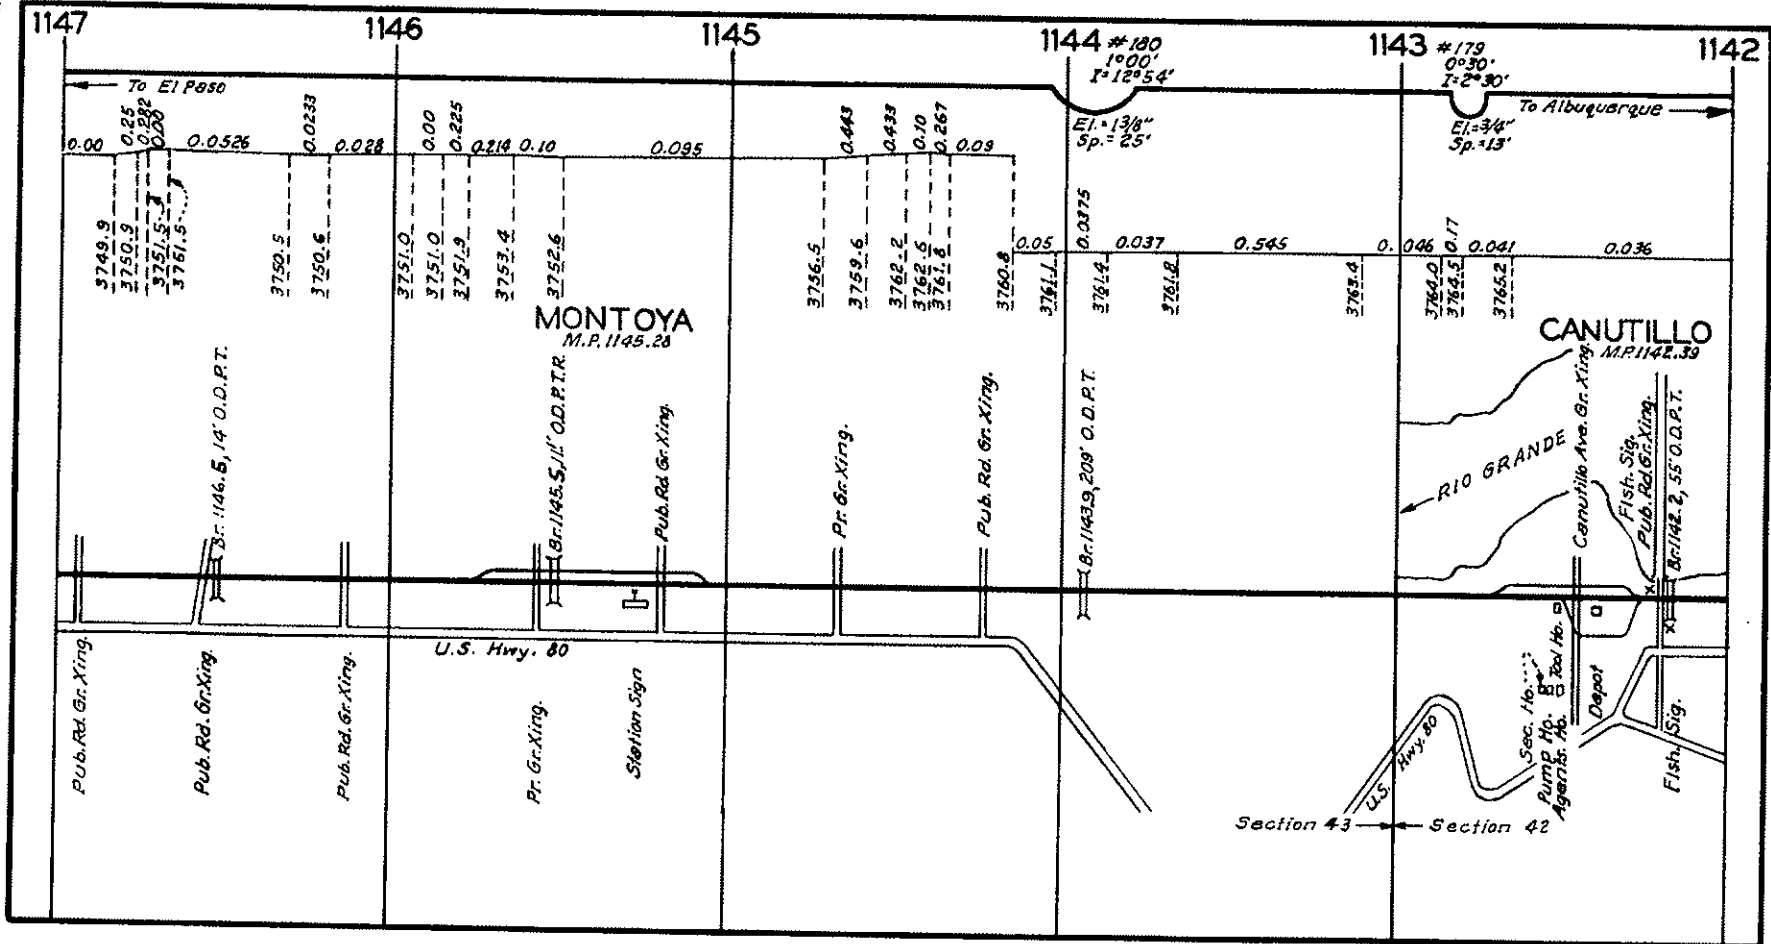 1147
1146
1145
1144
1143
1142
#180
1°00'
I=12°54'
#179
0°30'
I=2°30'
To El Paso
To Albuquerque
El.=1 3/8"
Sp.=25'
El.=3/4"
Sp.=13'
0.00
0.25
0.282
0.00
0.0526
0.0233
0.028
0.00
0.225
0.214
0.10
0.095
0.443
0.433
0.10
0.267
0.09
0.05
0.0375
0.037
0.545
0.046
0.17
0.041
0.036
3749.9
3750.9
3751.5
3751.5
3750.5
3750.6
3751.0
3751.0
3751.9
3753.4
3752.6
3756.5
3759.6
3762.2
3762.6
3761.8
3760.8
3761.1
3761.4
3761.8
3763.4
3764.0
3764.5
3765.2
MONTOYA
M.P. 1145.28
CANUTILLO
M.P. 1142.39
Br. 1146.5, 14' O.D.P.T.
Br. 1145.5, 11' O.D.P.T.R.
Pub. Rd. Gr. Xing.
Pr. Gr. Xing.
Pub. Rd. Gr. Xing.
Br. 1143.9, 209' O.D.P.T.
RIO GRANDE
Canutillo Ave. Gr. Xing.
Fish. Sig.
Pub. Rd. Gr. Xing.
Br. 1142.2, 55' O.D.P.T.
U.S. Hwy. 80
Pub. Rd. Gr. Xing.
Pub. Rd. Gr. Xing.
Pub. Rd. Gr. Xing.
Pr. Gr. Xing.
Station Sign
U.S. Hwy. 80
Sec. Ho.
Tool Ho.
Pump Ho.
Agents. Ho.
Depot
Fish. Sig.
Section 43
Section 42